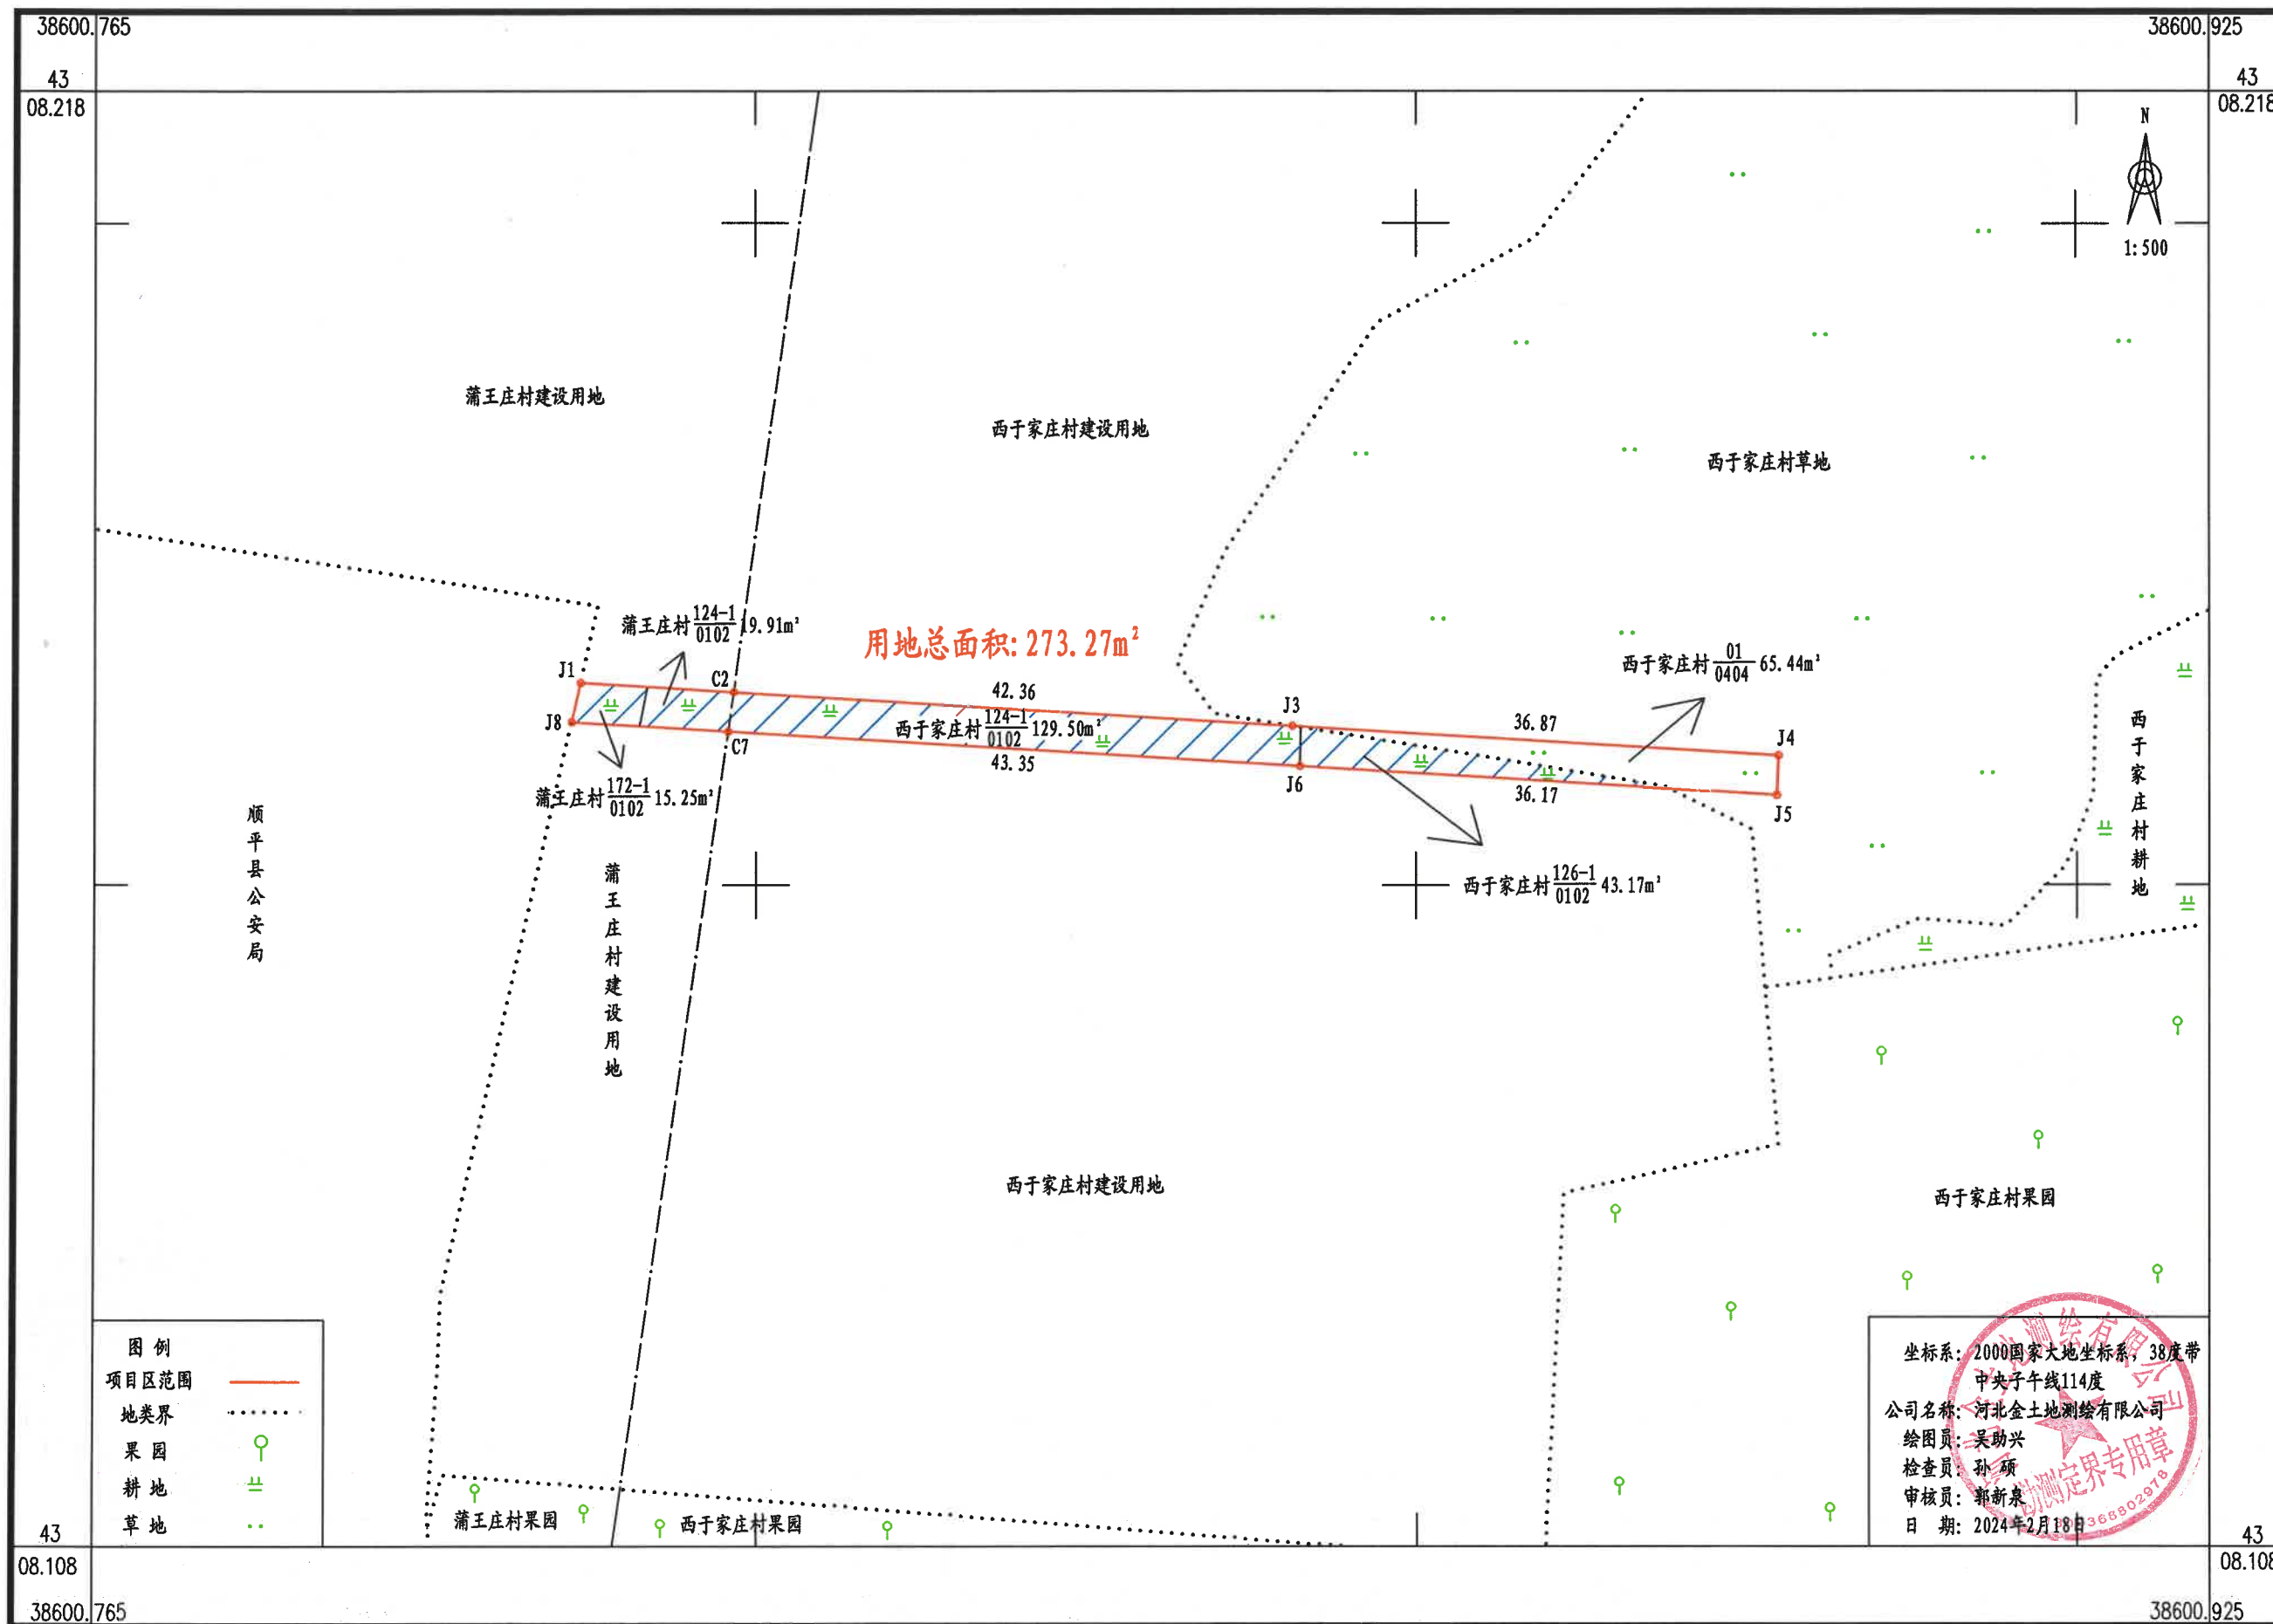 38600.765
38600.925
43
08.218
43
08.218
N
1:500
蒲王庄村建设用地
西于家庄村建设用地
西于家庄村草地
蒲王庄村 124-1/0102 19.91m²
用地总面积: 273.27m²
西于家庄村 01/0404 65.44m²
J1
C2
42.36
J3
36.87
J4
J8
C7
西于家庄村 124-1/0102 129.50m²
43.35
J6
36.17
J5
蒲王庄村 172-1/0102 15.25m²
西于家庄村 126-1/0102 43.17m²
顺平县公安局
蒲王庄村建设用地
西于家庄村耕地
西于家庄村建设用地
西于家庄村果园
图 例
项目区范围
地类界
果 园
耕 地
草 地
蒲王庄村果园
西于家庄村果园
坐标系: 2000国家大地坐标系, 38度带
中央子午线114度
公司名称: 河北金土地测绘有限公司
绘图员: 吴助兴
检查员: 孙 硕
审核员: 郭新泉
日 期: 2024年2月18日
勘测定界专用章
43
08.108
43
08.108
38600.765
38600.925